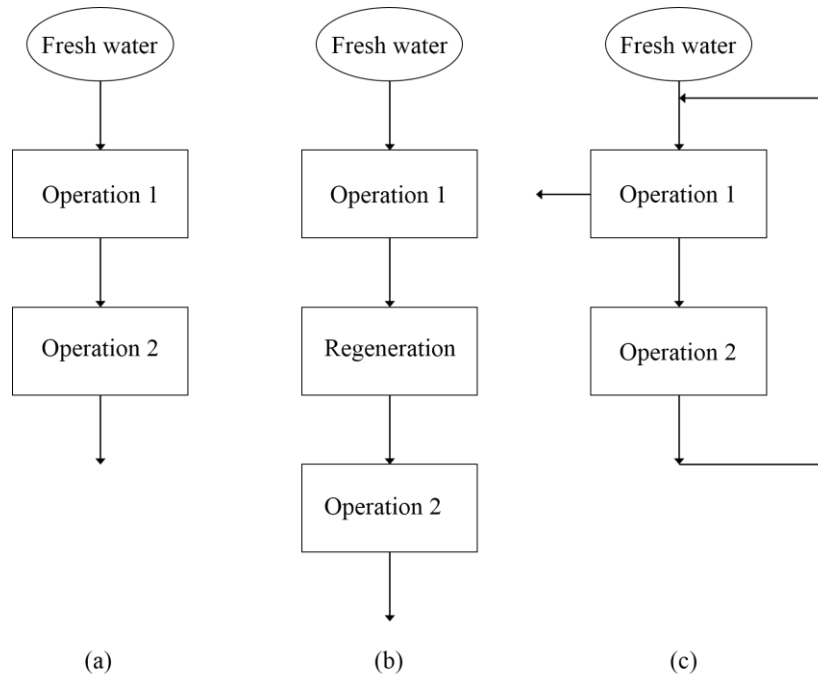 Fresh water
Operation 1
Operation 2
(a)
Fresh water
Operation 1
Regeneration
Operation 2
(b)
Fresh water
Operation 1
Operation 2
(c)